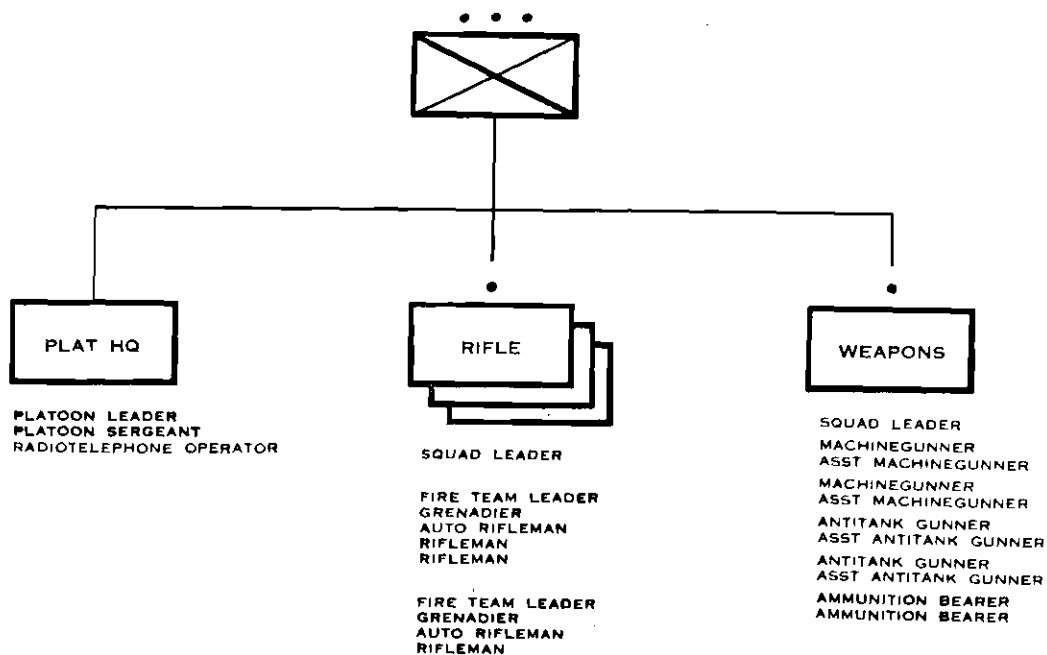 PLAT HQ
PLATOON LEADER
PLATOON SERGEANT
RADIOTELEPHONE OPERATOR
RIFLE
SQUAD LEADER
FIRE TEAM LEADER
GRENADIER
AUTO RIFLEMAN
RIFLEMAN
RIFLEMAN
FIRE TEAM LEADER
GRENADIER
AUTO RIFLEMAN
RIFLEMAN
WEAPONS
SQUAD LEADER
MACHINEGUNNER
ASST MACHINEGUNNER
MACHINEGUNNER
ASST MACHINEGUNNER
ANTITANK GUNNER
ASST ANTITANK GUNNER
ANTITANK GUNNER
ASST ANTITANK GUNNER
AMMUNITION BEARER
AMMUNITION BEARER